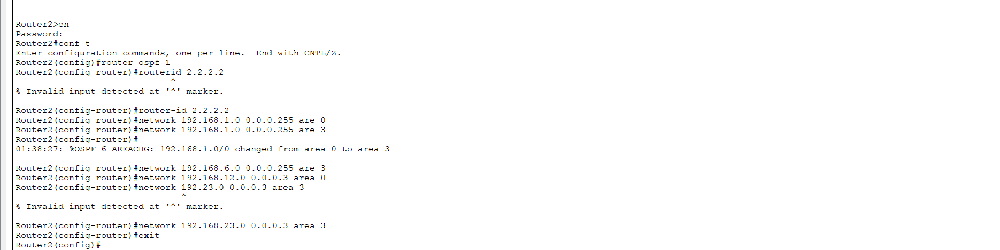 Router2>en
Password:
Router2#conf t
Enter configuration commands, one per line.  End with CNTL/Z.
Router2(config)#router ospf 1
Router2(config-router)#routerid 2.2.2.2
^
% Invalid input detected at '^' marker.
Router2(config-router)#router-id 2.2.2.2
Router2(config-router)#network 192.168.1.0 0.0.0.255 are 0
Router2(config-router)#network 192.168.1.0 0.0.0.255 are 3
Router2(config-router)#
01:38:27: %OSPF-6-AREACHG: 192.168.1.0/0 changed from area 0 to area 3
Router2(config-router)#network 192.168.6.0 0.0.0.255 are 3
Router2(config-router)#network 192.168.12.0 0.0.0.3 area 0
Router2(config-router)#network 192.23.0 0.0.0.3 area 3
^
% Invalid input detected at '^' marker.
Router2(config-router)#network 192.168.23.0 0.0.0.3 area 3
Router2(config-router)#exit
Router2(config)#